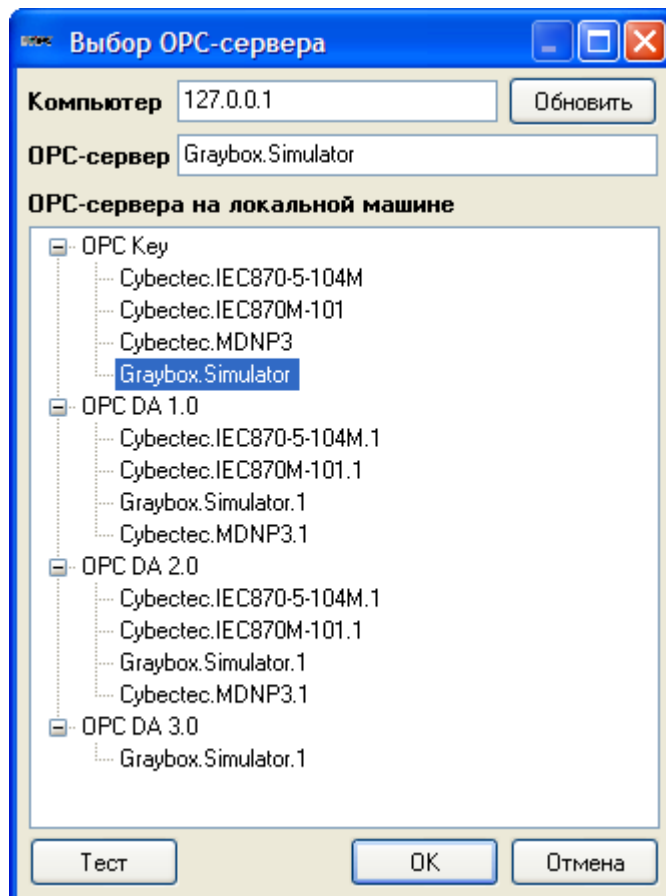 Выбор OPC-сервера
Компьютер 127.0.0.1 Обновить
OPC-сервер Graybox.Simulator
OPC-сервера на локальной машине
OPC Key
Cybectec.IEC870-5-104M
Cybectec.IEC870M-101
Cybectec.MDNP3
Graybox.Simulator
OPC DA 1.0
Cybectec.IEC870-5-104M.1
Cybectec.IEC870M-101.1
Graybox.Simulator.1
Cybectec.MDNP3.1
OPC DA 2.0
Cybectec.IEC870-5-104M.1
Cybectec.IEC870M-101.1
Graybox.Simulator.1
Cybectec.MDNP3.1
OPC DA 3.0
Graybox.Simulator.1
Тест OK Отмена